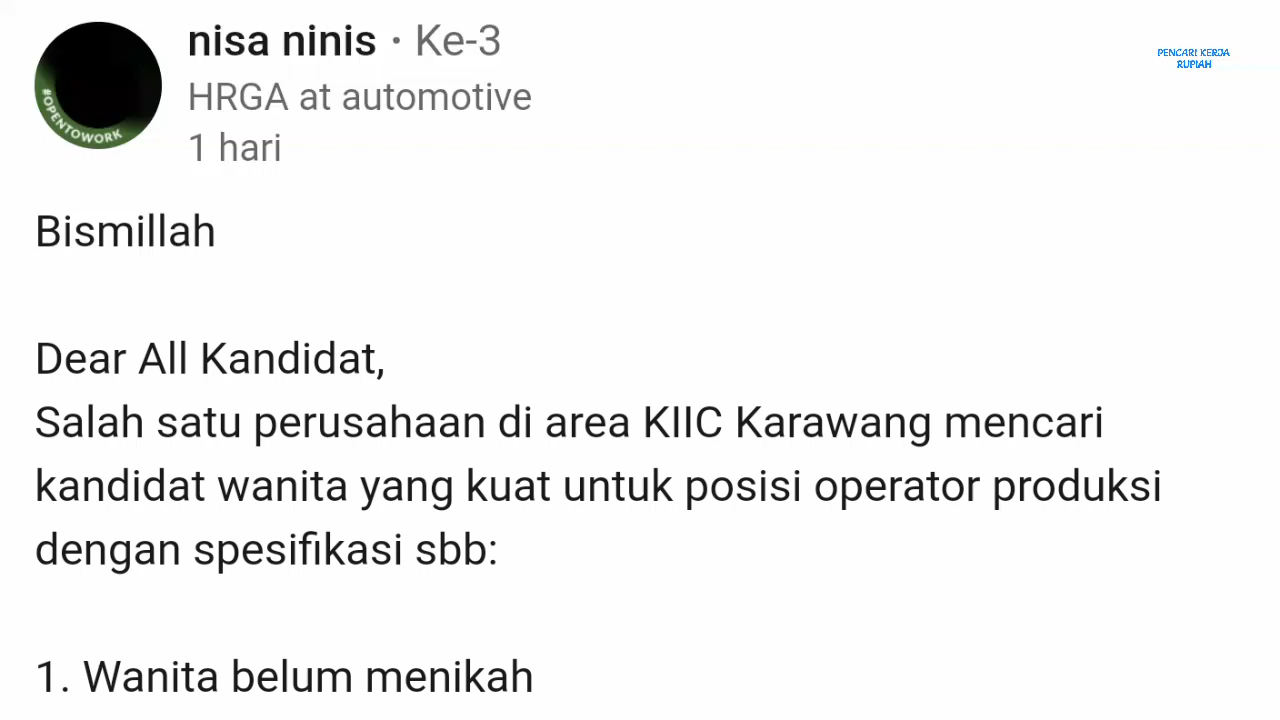 nisa ninis · Ke-3
HRGA at automotive
1 hari
#OPENTOWORK
PENCARI KERJA
RUPIAH
Bismillah
Dear All Kandidat,
Salah satu perusahaan di area KIIC Karawang mencari
kandidat wanita yang kuat untuk posisi operator produksi
dengan spesifikasi sbb:
1. Wanita belum menikah